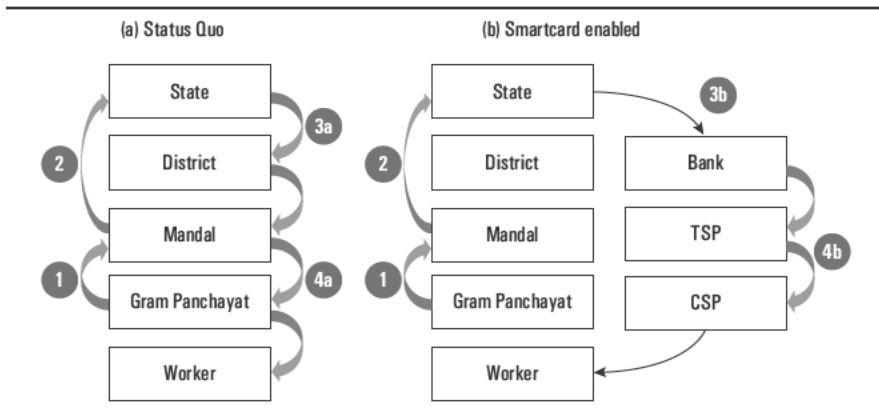 (a) Status Quo
State
3a
District
2
Mandal
1
4a
Gram Panchayat
Worker
(b) Smartcard enabled
State
3b
2
District
Bank
Mandal
TSP
1
4b
Gram Panchayat
CSP
Worker